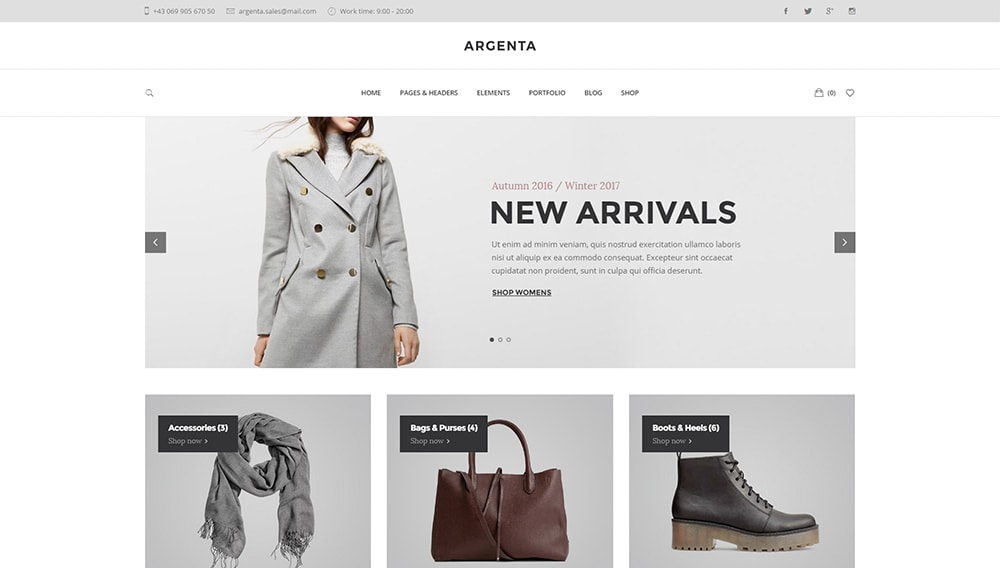 +43 069 905 670 50 argenta.sales@mail.com Work time: 9:00 - 20:00
ARGENTA
HOME PAGES & HEADERS ELEMENTS PORTFOLIO BLOG SHOP (0)
Autumn 2016 / Winter 2017
NEW ARRIVALS
Ut enim ad minim veniam, quis nostrud exercitation ullamco laboris
nisi ut aliquip ex ea commodo consequat. Excepteur sint occaecat
cupidatat non proident, sunt in culpa qui officia deserunt.
SHOP WOMENS
Accessories (3)
Shop now >
Bags & Purses (4)
Shop now >
Boots & Heels (6)
Shop now >